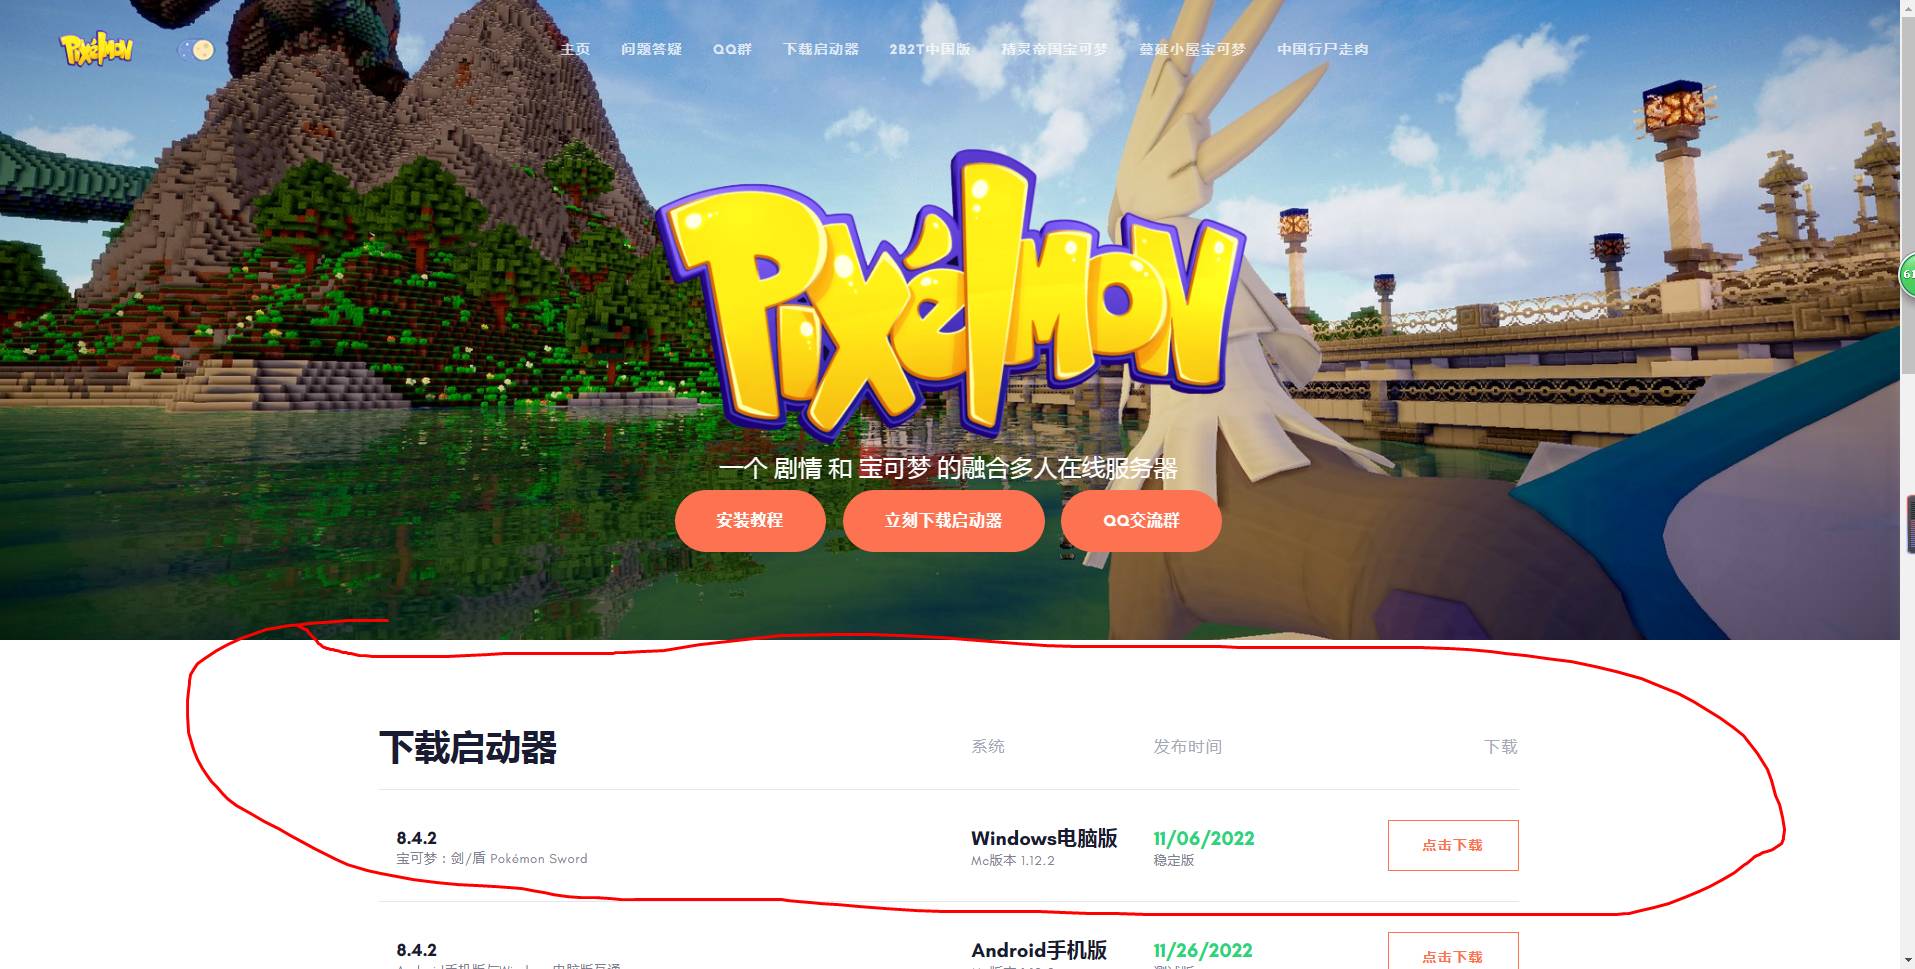 Pixelmon
主页 问题答疑 QQ群 下载启动器 2B2T中国版 精灵帝国宝可梦 蔓延小屋宝可梦 中国行尸走肉
Pixélmon
一个 剧情 和 宝可梦 的融合多人在线服务器
安装教程 立刻下载启动器 QQ交流群
61
下载启动器 系统 发布时间 下载
8.4.2 Windows电脑版 11/06/2022 点击下载
宝可梦：剑/盾 Pokémon Sword Mc版本 1.12.2 稳定版
8.4.2 Android手机版 11/26/2022 点击下载